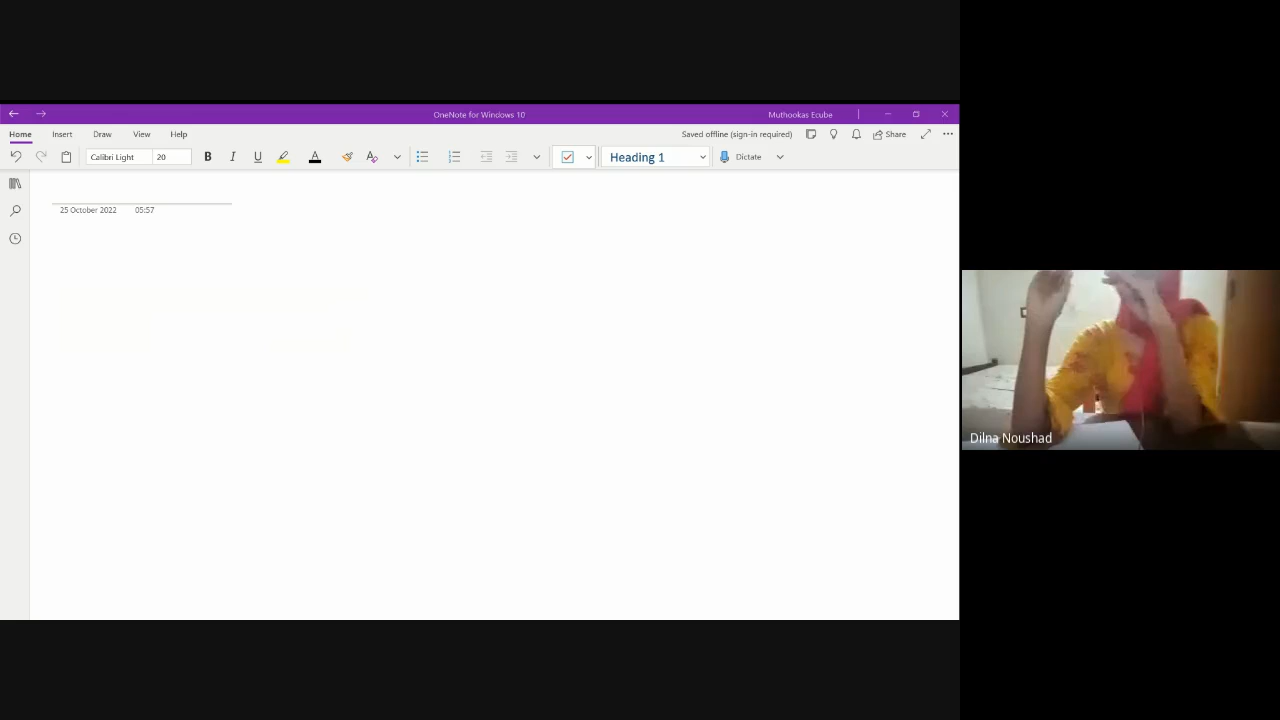 OneNote for Windows 10
Muthookas Ecube
Home Insert Draw View Help
Saved offline (sign-in required)
Share
Calibri Light 20 B I U A A Heading 1 Dictate
25 October 2022 05:57
Dilna Noushad